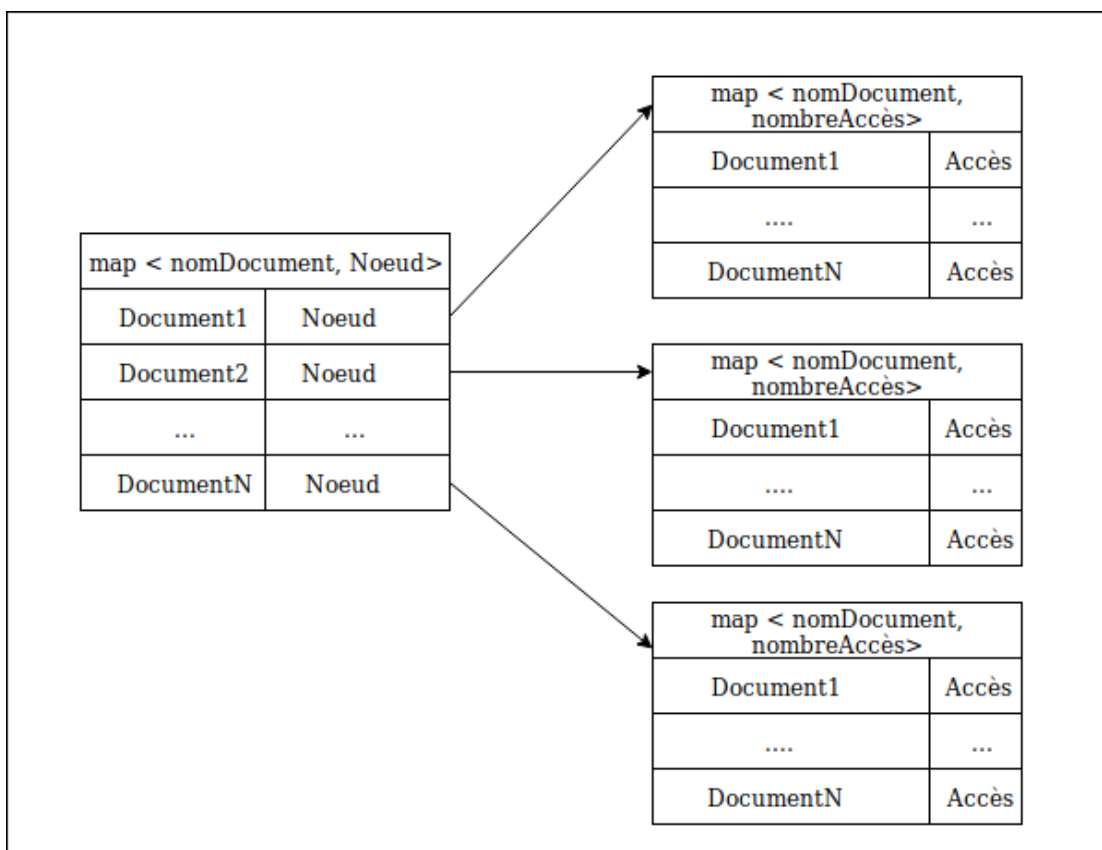 map < nomDocument, Noeud>
Document1 Noeud
Document2 Noeud
... ...
DocumentN Noeud
map < nomDocument,
nombreAccès>
Document1 Accès
.... ...
DocumentN Accès
map < nomDocument,
nombreAccès>
Document1 Accès
.... ...
DocumentN Accès
map < nomDocument,
nombreAccès>
Document1 Accès
.... ...
DocumentN Accès